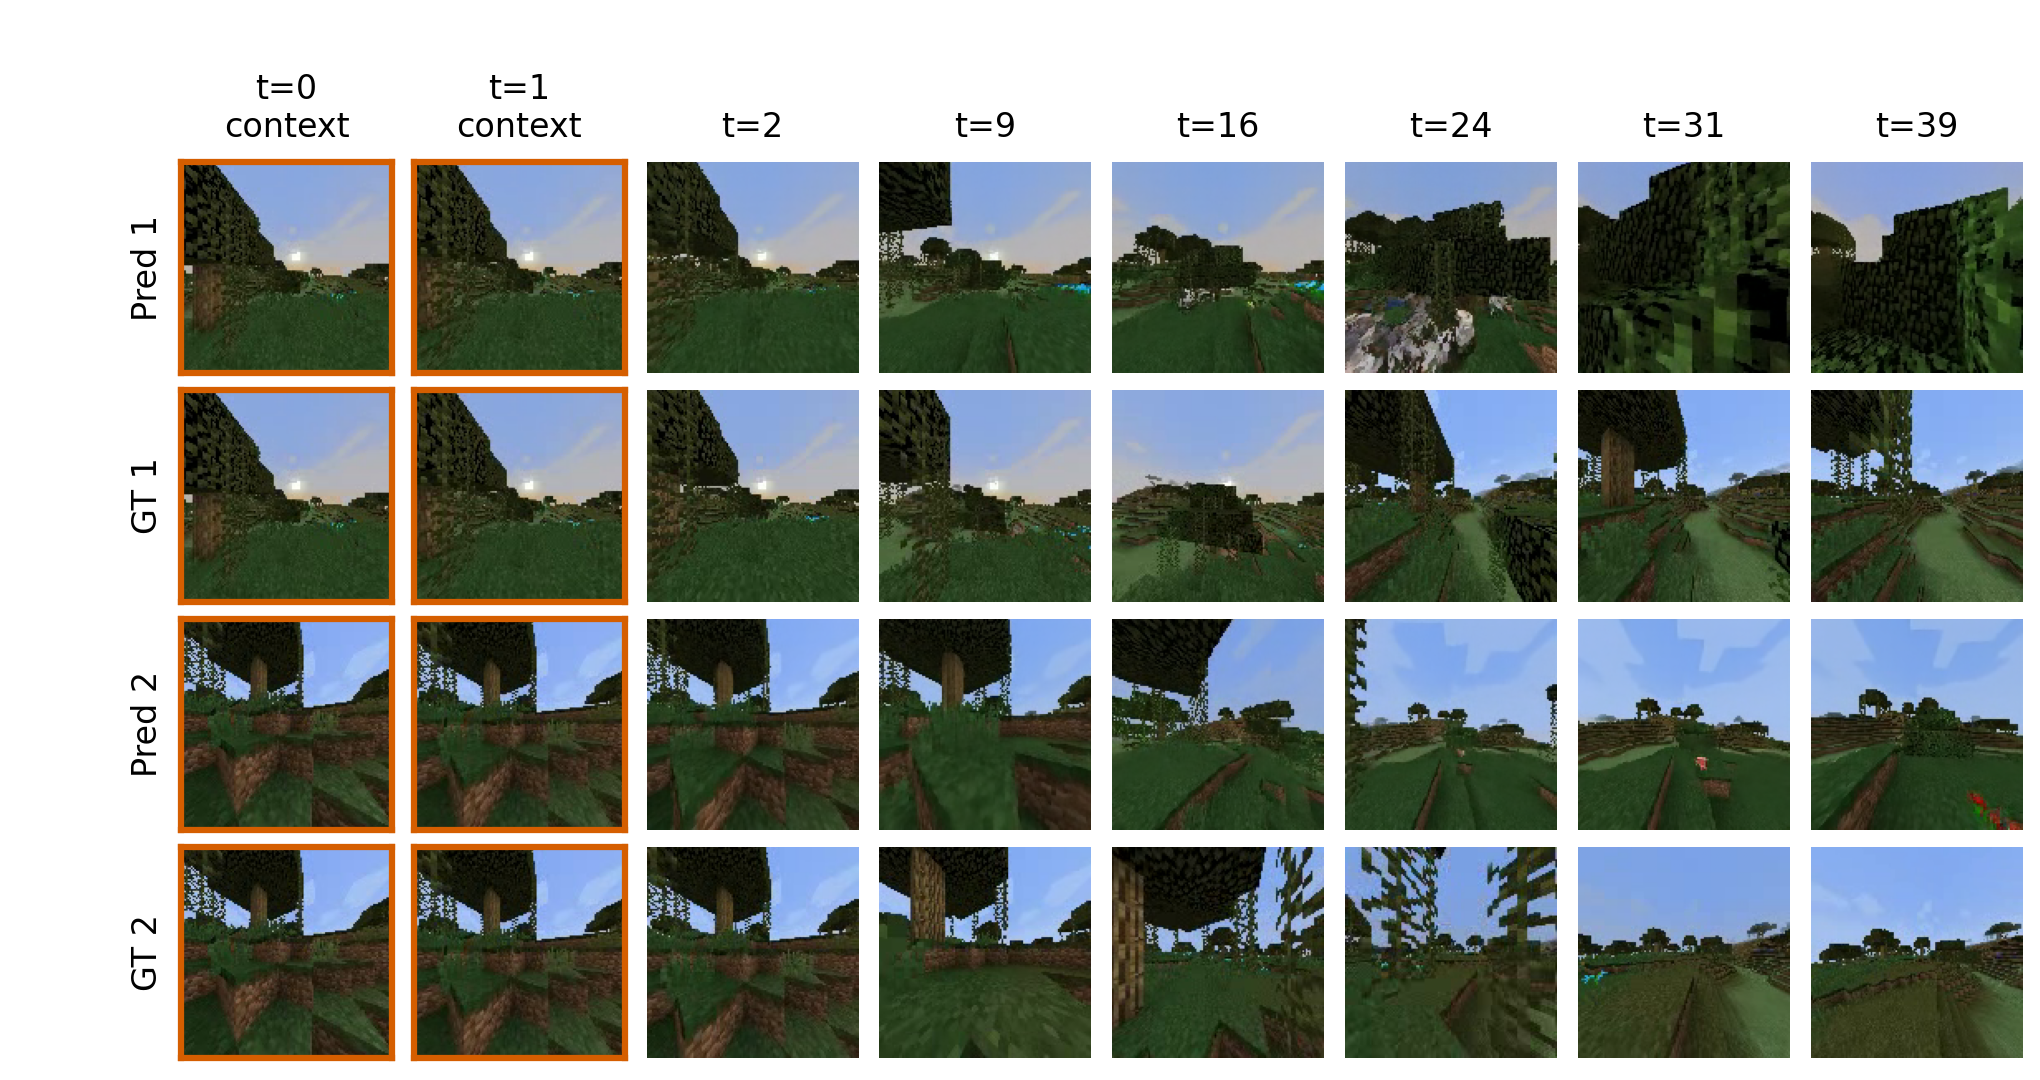 t=0
context
t=1
context
t=2
t=9
t=16
t=24
t=31
t=39
Pred 1
GT 1
Pred 2
GT 2